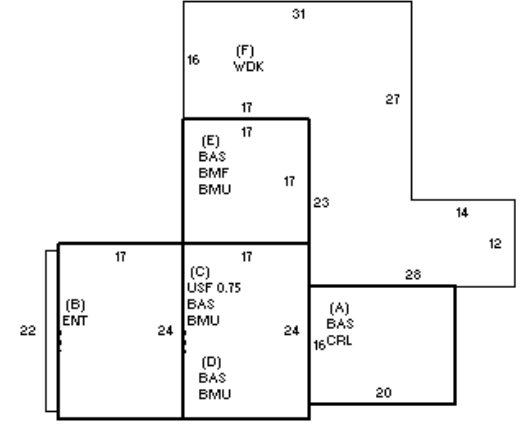 31
16
(F)
WDK
27
17
17
(E)
BAS
BMF
BMU
17
23
14
12
28
17
17
(C)
USF 0.75
BAS
BMU
(B)
ENT
22
24
24
(A)
BAS
CRL
16
(D)
BAS
BMU
20